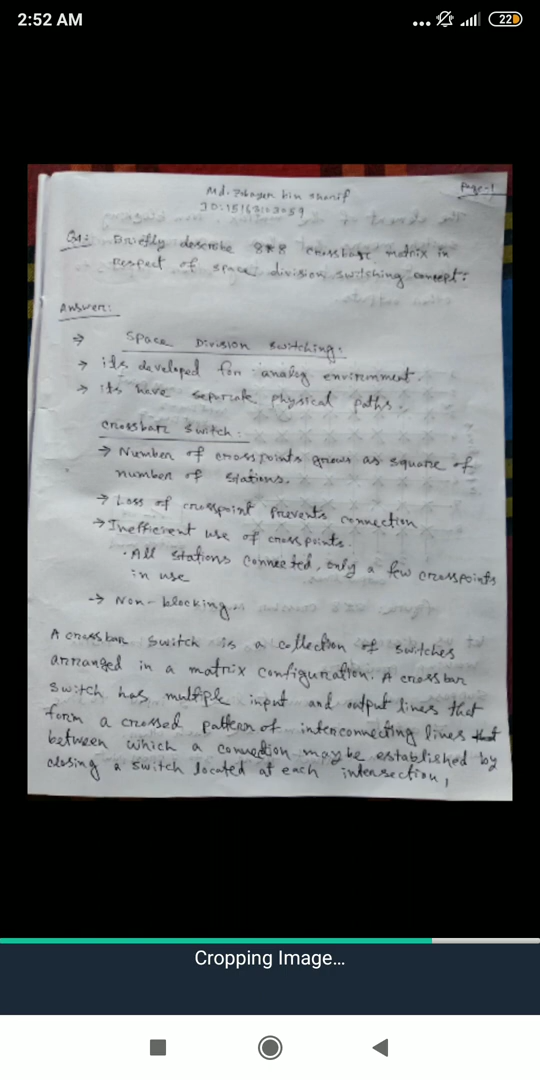 2:52 AM
22
Page-1
Md. bin Sharif
ID:
Q1: Briefly describe 8*8 crossbar matrix in
respect of space division switching concept:
Answer:
⇒ Space Division Switching:
→ its developed for analog environment.
→ its have seperate physical paths.
Crossbar Switch:
→ Number of crosspoints grows as square of
number of stations.
→ Loss of crosspoint prevents connection
→ Inefficient use of crosspoints.
· All stations connected, only a few crosspoints
in use
→ Non-blocking
A crossbar switch is a collection of switches
arranged in a matrix configuration. A crossbar
switch has multiple input and output lines that
form a crossed pattern of interconnecting lines that
between which a connection may be established by
closing a switch located at each intersection,
Cropping Image...